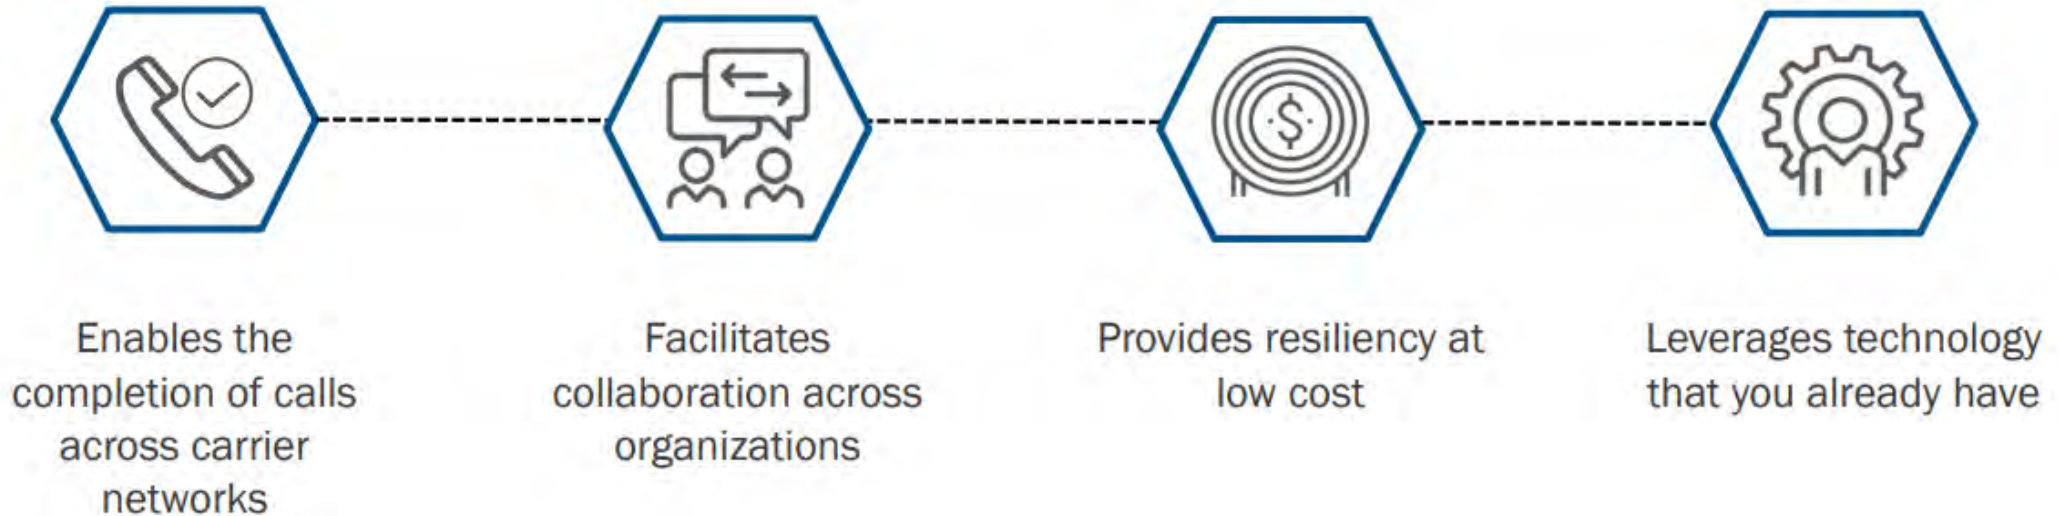 Enables the
completion of calls
across carrier
networks
Facilitates
collaboration across
organizations
$
Provides resiliency at
low cost
Leverages technology
that you already have